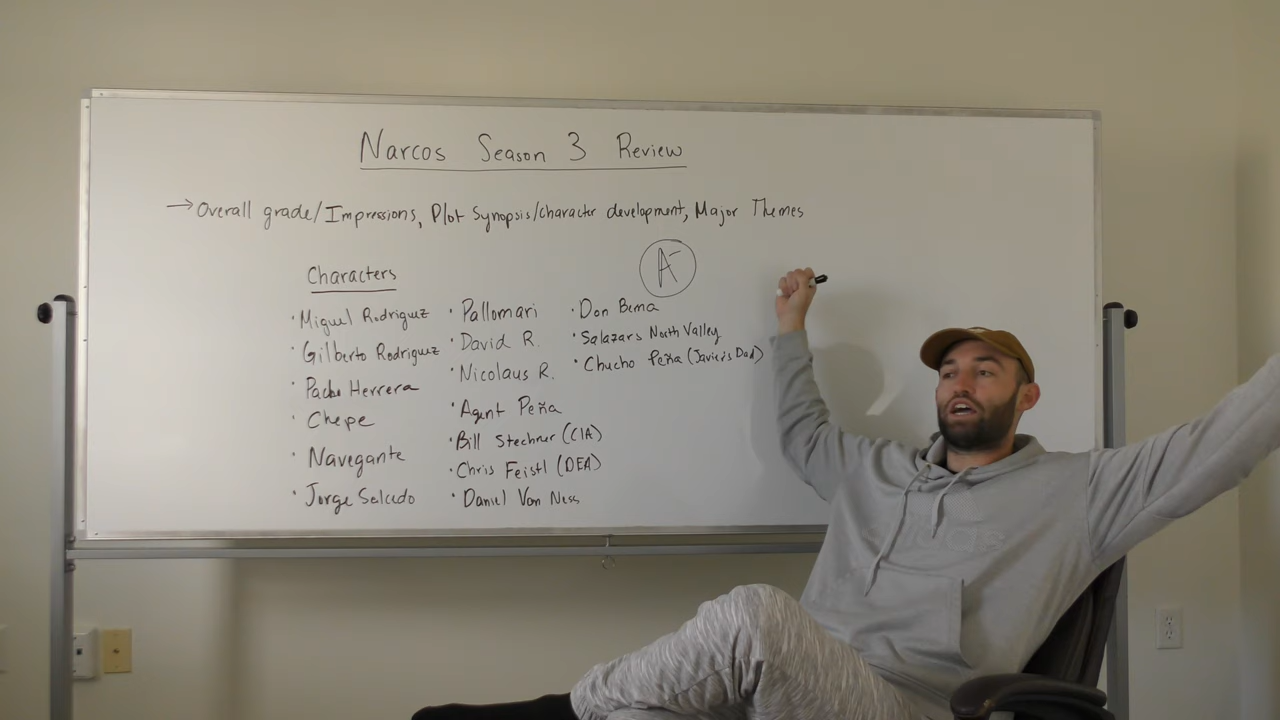 Narcos Season 3 Review
→ Overall grade/Impressions, Plot Synopsis/character development, Major Themes
A-
Characters
· Miguel Rodriguez
· Gilberto Rodriguez
· Pacho Herrera
· Chepe
· Navegante
· Jorge Salcedo
· Pallomari
· David R.
· Nicolaus R.
· Agent Peña
· Bill Stechner (CIA)
· Chris Feistl (DEA)
· Daniel Van Ness
· Don Berna
· Salazars North Valley
· Chucho Peña (Javier's Dad)